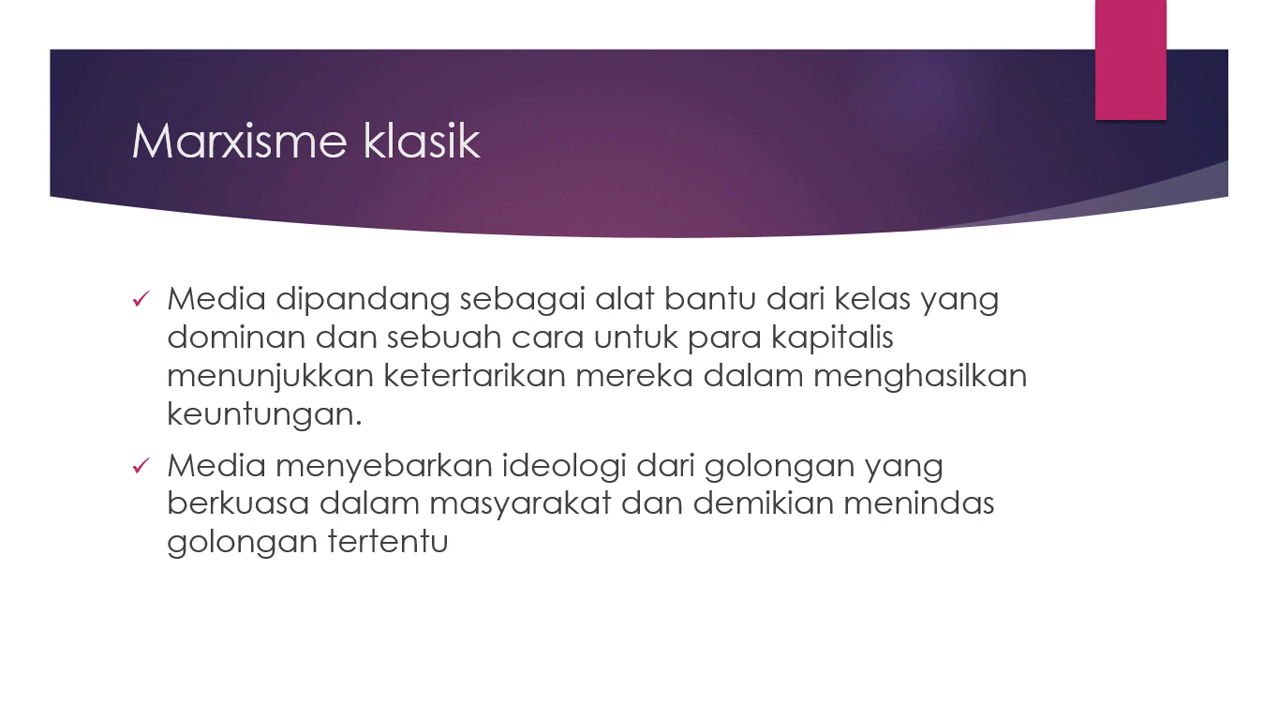 Marxisme klasik
Media dipandang sebagai alat bantu dari kelas yang
dominan dan sebuah cara untuk para kapitalis
menunjukkan ketertarikan mereka dalam menghasilkan
keuntungan.
Media menyebarkan ideologi dari golongan yang
berkuasa dalam masyarakat dan demikian menindas
golongan tertentu